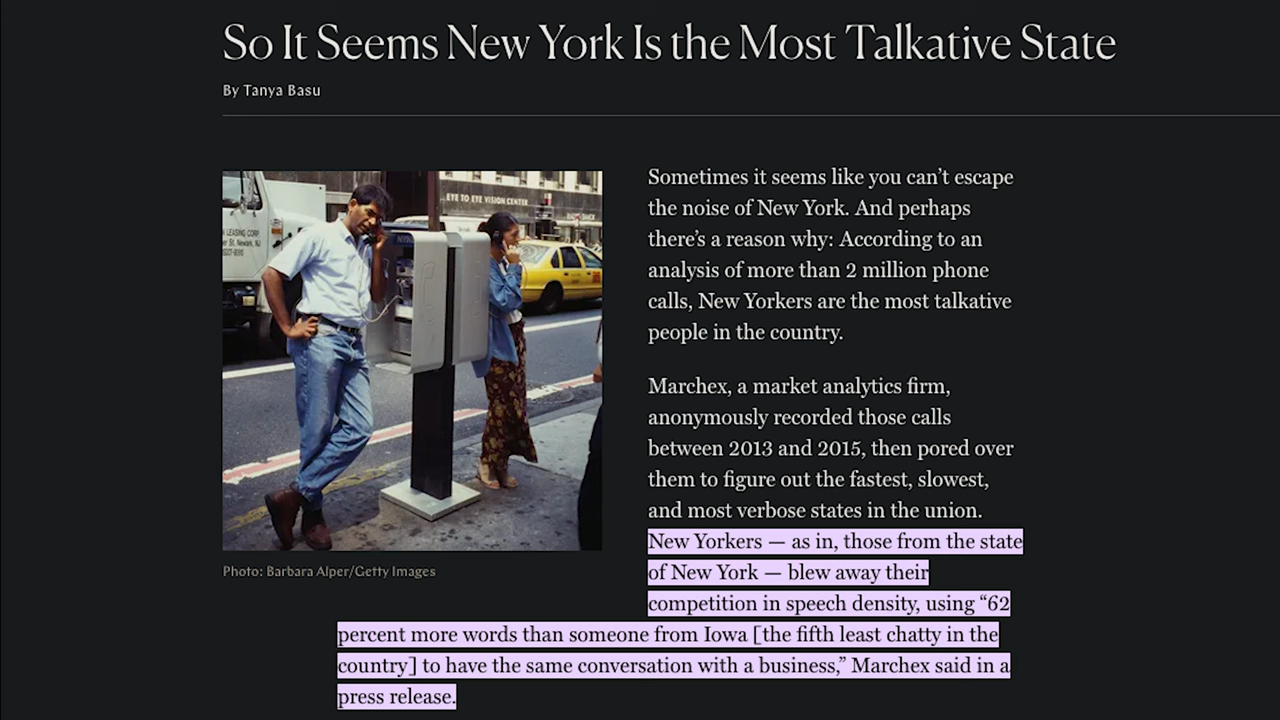 So It Seems New York Is the Most Talkative State
By Tanya Basu
EYE TO EYE VISION CENTER
LEASING CORP
Newark, NJ
Photo: Barbara Alper/Getty Images
Sometimes it seems like you can’t escape
the noise of New York. And perhaps
there’s a reason why: According to an
analysis of more than 2 million phone
calls, New Yorkers are the most talkative
people in the country.
Marchex, a market analytics firm,
anonymously recorded those calls
between 2013 and 2015, then pored over
them to figure out the fastest, slowest,
and most verbose states in the union.
New Yorkers — as in, those from the state
of New York — blew away their
competition in speech density, using “62
percent more words than someone from Iowa [the fifth least chatty in the
country] to have the same conversation with a business,” Marchex said in a
press release.